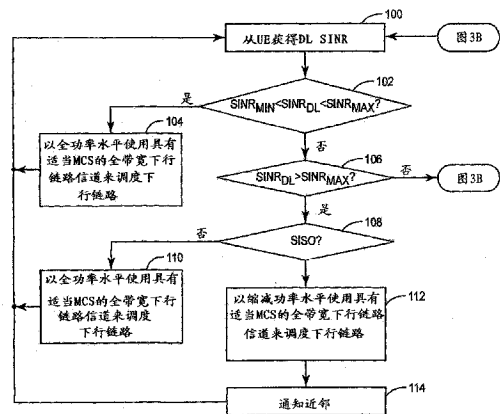 100
从UE获得DL SINR
图3B
102
SINRMIN<SINRDL<SINRMAX?
是
104
以全功率水平使用具有
适当MCS的全带宽下行
链路信道来调度下
行链路
否
106
SINRDL>SINRMAX?
否
图3B
是
108
SISO?
否
110
以全功率水平使用具有
适当MCS的全带宽下行
链路信道来调度
下行链路
是
112
以缩减功率水平使用具有
适当MCS的全带宽下行链路
信道来调度下行链路
114
通知近邻